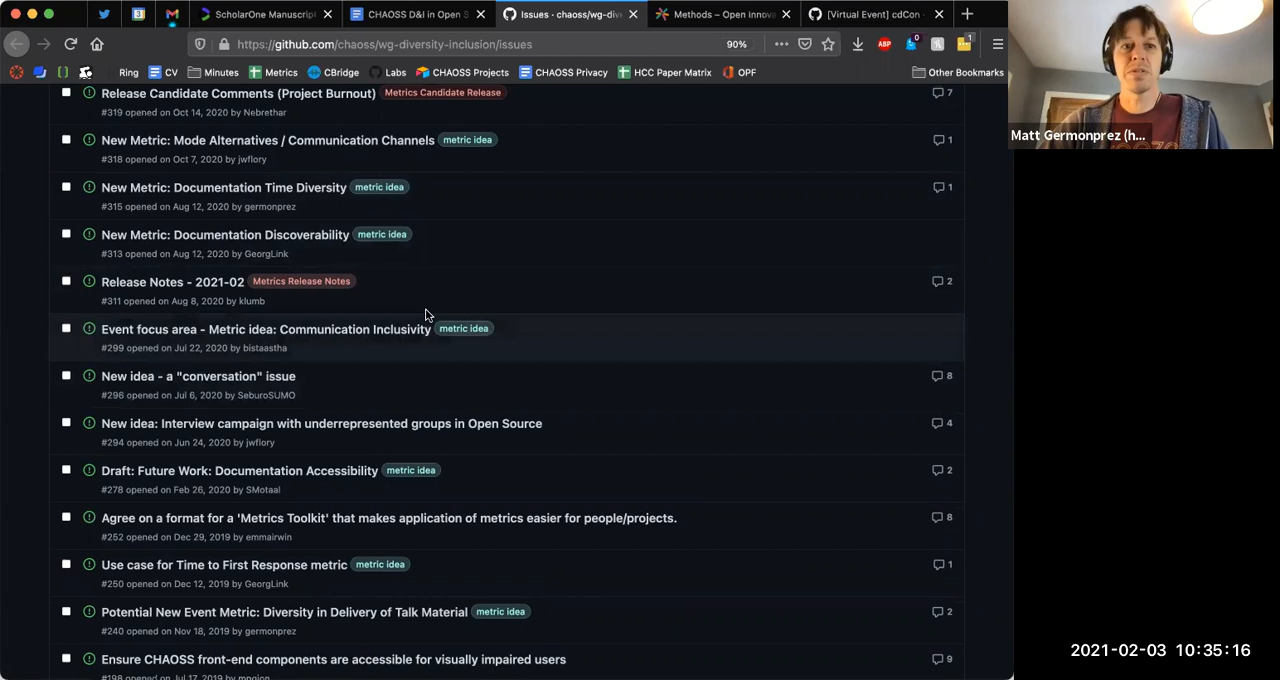 ScholarOne Manuscript
CHAOSS D&I in Open S
Issues · chaoss/wg-div
Methods – Open Innova
[Virtual Event] cdCon ·
https://github.com/chaoss/wg-diversity-inclusion/issues
90%
ABP
0
1
Ring
CV
Minutes
Metrics
CBridge
Labs
CHAOSS Projects
CHAOSS Privacy
HCC Paper Matrix
OPF
Other Bookmarks
Release Candidate Comments (Project Burnout) Metrics Candidate Release 7
#319 opened on Oct 14, 2020 by Nebrethar
New Metric: Mode Alternatives / Communication Channels metric idea 1
#318 opened on Oct 7, 2020 by jwflory
New Metric: Documentation Time Diversity metric idea 1
#315 opened on Aug 12, 2020 by germonprez
New Metric: Documentation Discoverability metric idea
#313 opened on Aug 12, 2020 by GeorgLink
Release Notes - 2021-02 Metrics Release Notes 2
#311 opened on Aug 8, 2020 by klumb
Event focus area - Metric idea: Communication Inclusivity metric idea
#299 opened on Jul 22, 2020 by bistaastha
New idea - a "conversation" issue 8
#296 opened on Jul 6, 2020 by SeburoSUMO
New idea: Interview campaign with underrepresented groups in Open Source 4
#294 opened on Jun 24, 2020 by jwflory
Draft: Future Work: Documentation Accessibility metric idea 2
#278 opened on Feb 26, 2020 by SMotaal
Agree on a format for a 'Metrics Toolkit' that makes application of metrics easier for people/projects. 8
#252 opened on Dec 29, 2019 by emmairwin
Use case for Time to First Response metric metric idea 1
#250 opened on Dec 12, 2019 by GeorgLink
Potential New Event Metric: Diversity in Delivery of Talk Material metric idea 2
#240 opened on Nov 18, 2019 by germonprez
Ensure CHAOSS front-end components are accessible for visually impaired users 9
#198 opened on Jul 17, 2019 by
Matt Germonprez (h...
2021-02-03 10:35:16